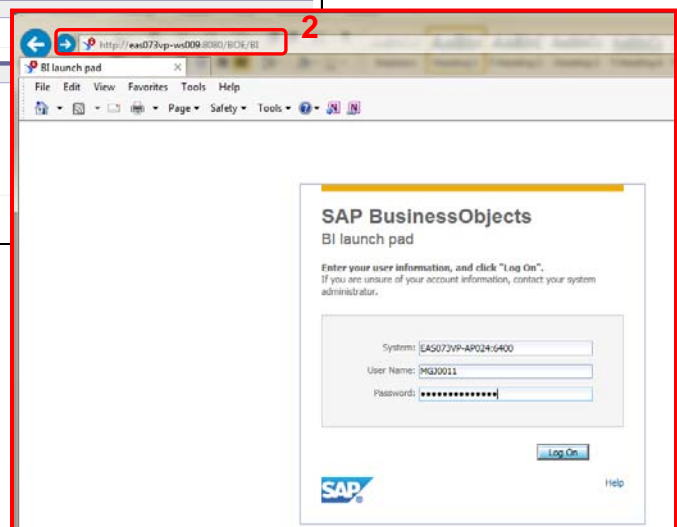 2
http://eas073vp-ws009:8080/BOE/BI
BI launch pad ×
File Edit View Favorites Tools Help
Page Safety Tools
SAP BusinessObjects
BI launch pad
Enter your user information, and click "Log On".
If you are unsure of your account information, contact your system
administrator.
System: EAS073VP-AP024:6400
User Name: MGJ0011
Password: ••••••••••••••
Log On
Help
SAP